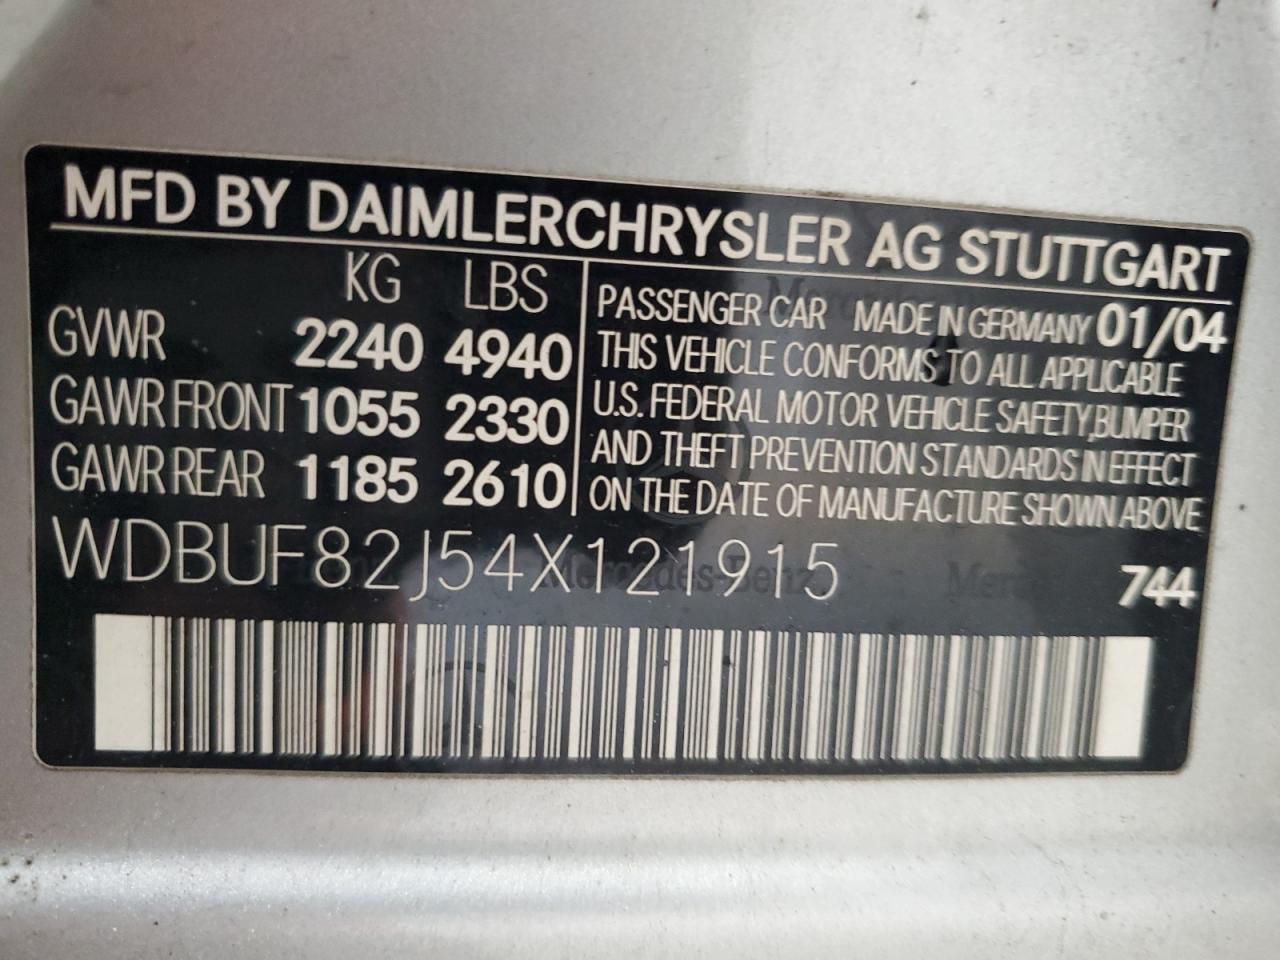 MFD BY DAIMLERCHRYSLER AG STUTTGART
KG LBS
GVWR 2240 4940
GAWR FRONT 1055 2330
GAWR REAR 1185 2610
PASSENGER CAR MADE IN GERMANY 01/04
THIS VEHICLE CONFORMS TO ALL APPLICABLE
U.S. FEDERAL MOTOR VEHICLE SAFETY,BUMPER
AND THEFT PREVENTION STANDARDS IN EFFECT
ON THE DATE OF MANUFACTURE SHOWN ABOVE
WDBUF82J54X121915
Mercedes-Benz
744